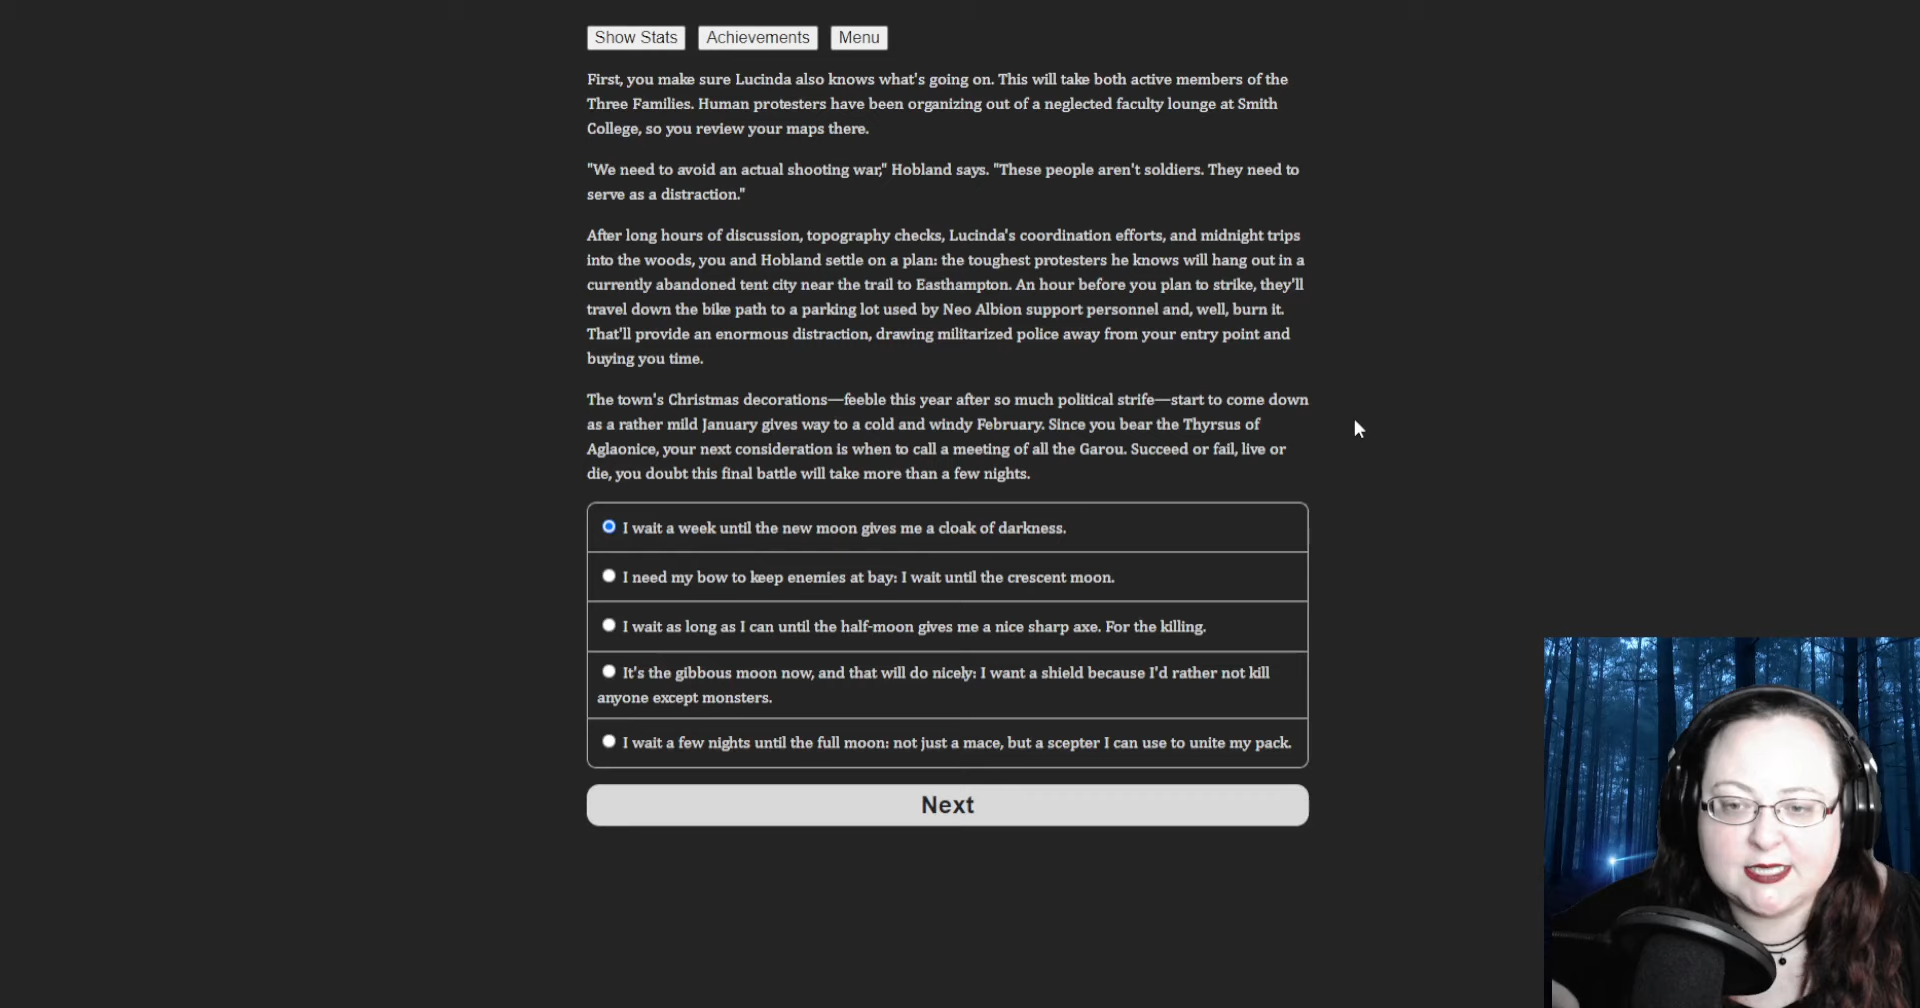 Show Stats Achievements Menu
First, you make sure Lucinda also knows what's going on. This will take both active members of the
Three Families. Human protesters have been organizing out of a neglected faculty lounge at Smith
College, so you review your maps there.
"We need to avoid an actual shooting war," Hobland says. "These people aren't soldiers. They need to
serve as a distraction."
After long hours of discussion, topography checks, Lucinda's coordination efforts, and midnight trips
into the woods, you and Hobland settle on a plan: the toughest protesters he knows will hang out in a
currently abandoned tent city near the trail to Easthampton. An hour before you plan to strike, they'll
travel down the bike path to a parking lot used by Neo Albion support personnel and, well, burn it.
That'll provide an enormous distraction, drawing militarized police away from your entry point and
buying you time.
The town's Christmas decorations—feeble this year after so much political strife—start to come down
as a rather mild January gives way to a cold and windy February. Since you bear the Thyrsus of
Aglaonice, your next consideration is when to call a meeting of all the Garou. Succeed or fail, live or
die, you doubt this final battle will take more than a few nights.
I wait a week until the new moon gives me a cloak of darkness.
I need my bow to keep enemies at bay: I wait until the crescent moon.
I wait as long as I can until the half-moon gives me a nice sharp axe. For the killing.
It's the gibbous moon now, and that will do nicely: I want a shield because I'd rather not kill
anyone except monsters.
I wait a few nights until the full moon: not just a mace, but a scepter I can use to unite my pack.
Next